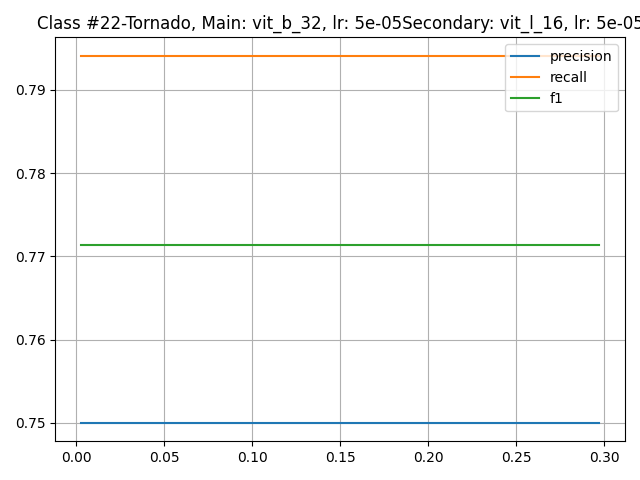 Class #22-Tornado, Main: vit_b_32, lr: 5e-05Secondary: vit_l_16, lr: 5e-05
precision
recall
f1
0.79
0.78
0.77
0.76
0.75
0.00 0.05 0.10 0.15 0.20 0.25 0.30